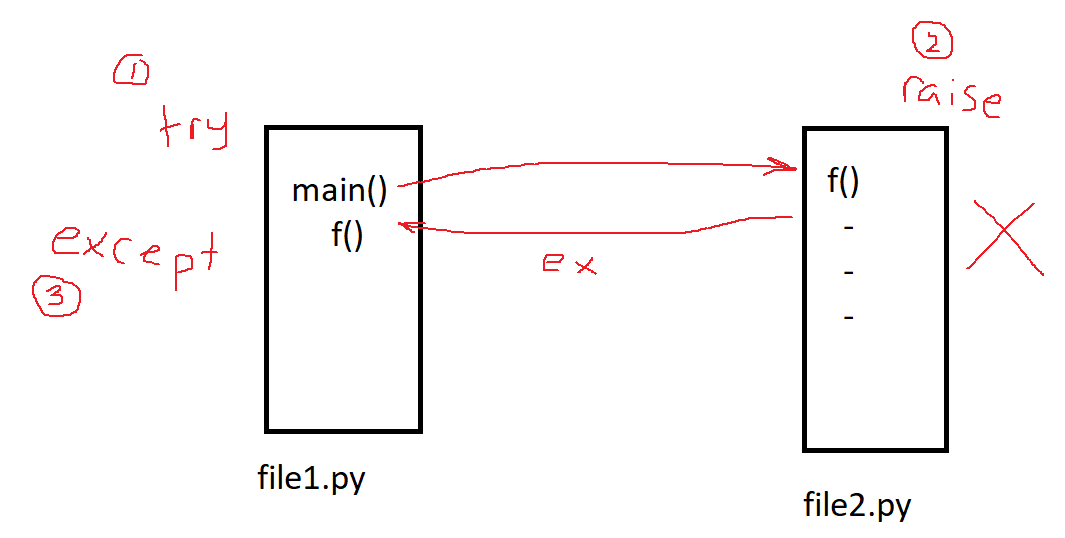 1
try
main()
f()
except
3
file1.py
ex
2
raise
f()
-
-
-
file2.py